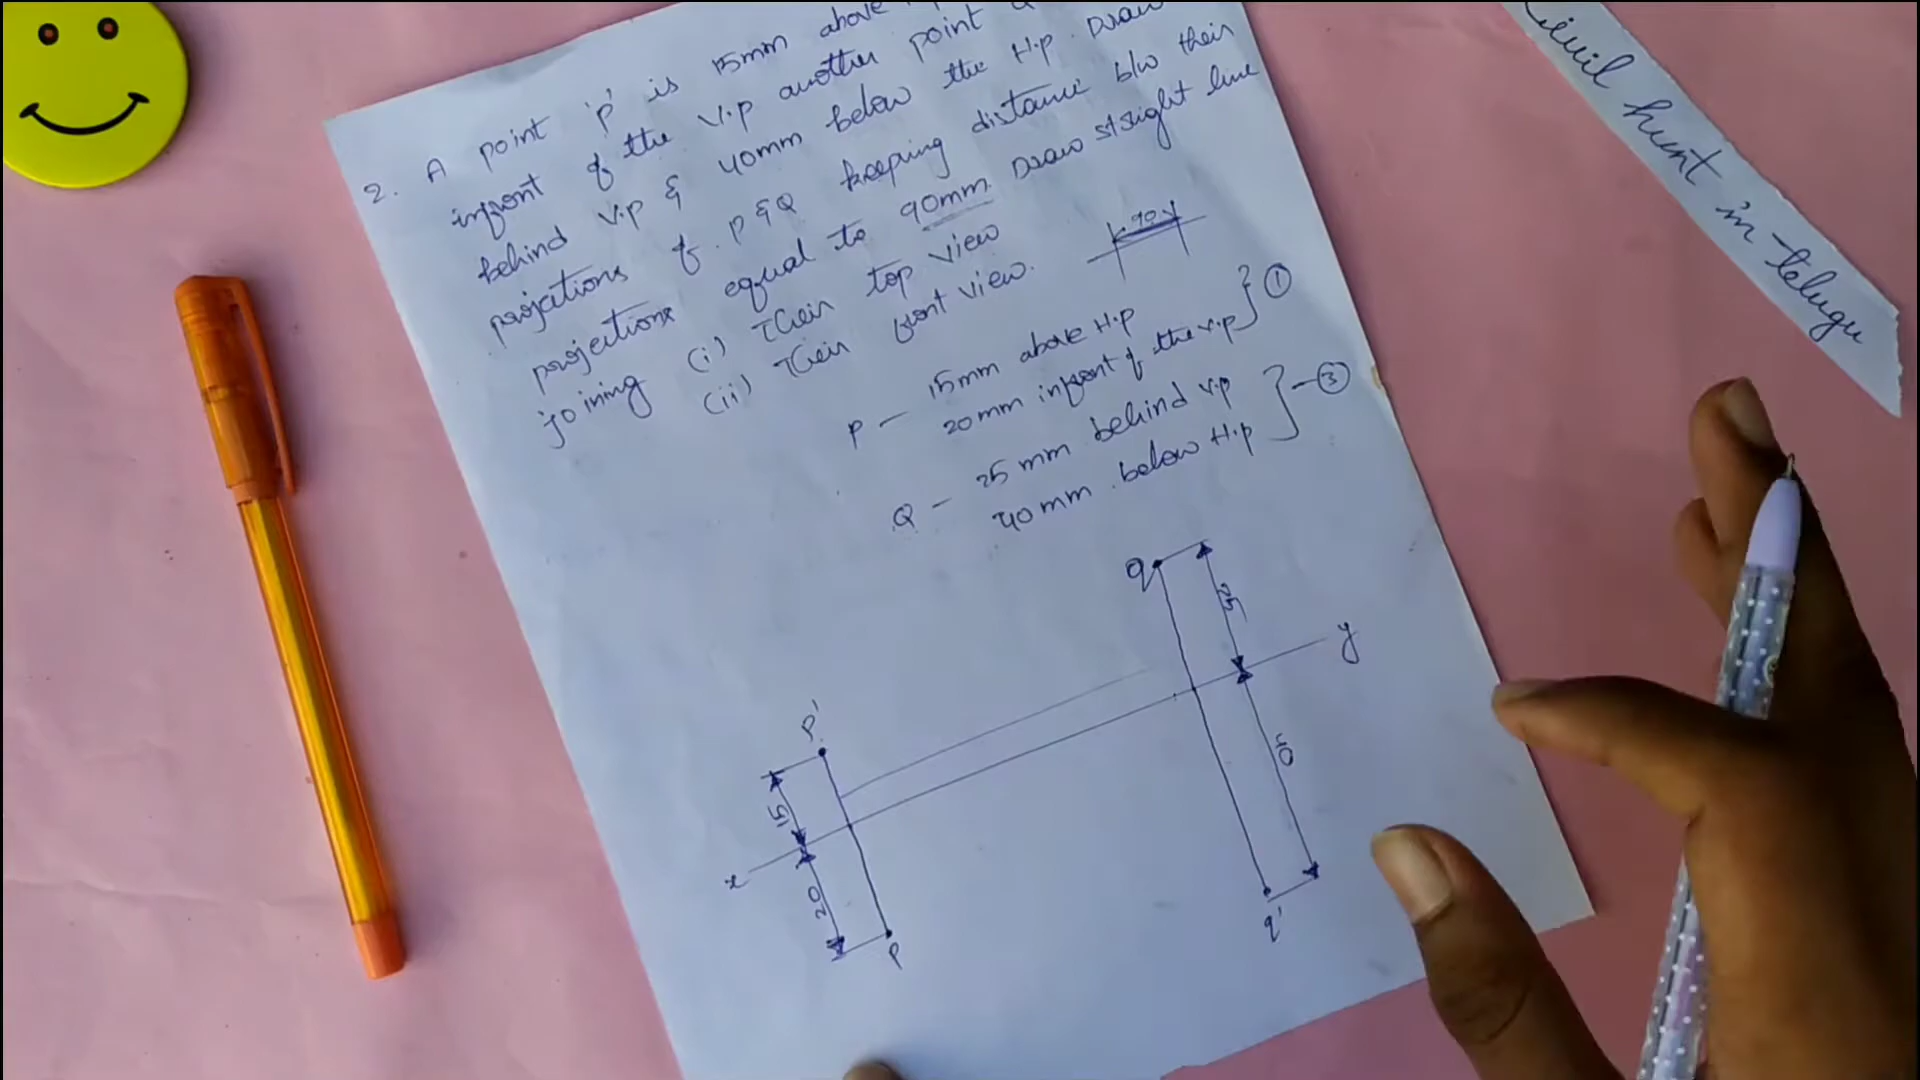 2. A point 'p' is 15mm above
infront of the V.p another point
behind V.p & 40mm below the H.p. Draw
projections of p & Q keeping distance b/w their
projections equal to 90mm. Draw straight line
joining (i) Their top view
(ii) Their front view.
90
p - 15mm above H.p
20mm infront of the V.p } ①
Q - 25 mm behind V.p
40 mm below H.p } - ③
q
25
y
p'
40
15
x
20
p
q'
Civil hunt in telugu